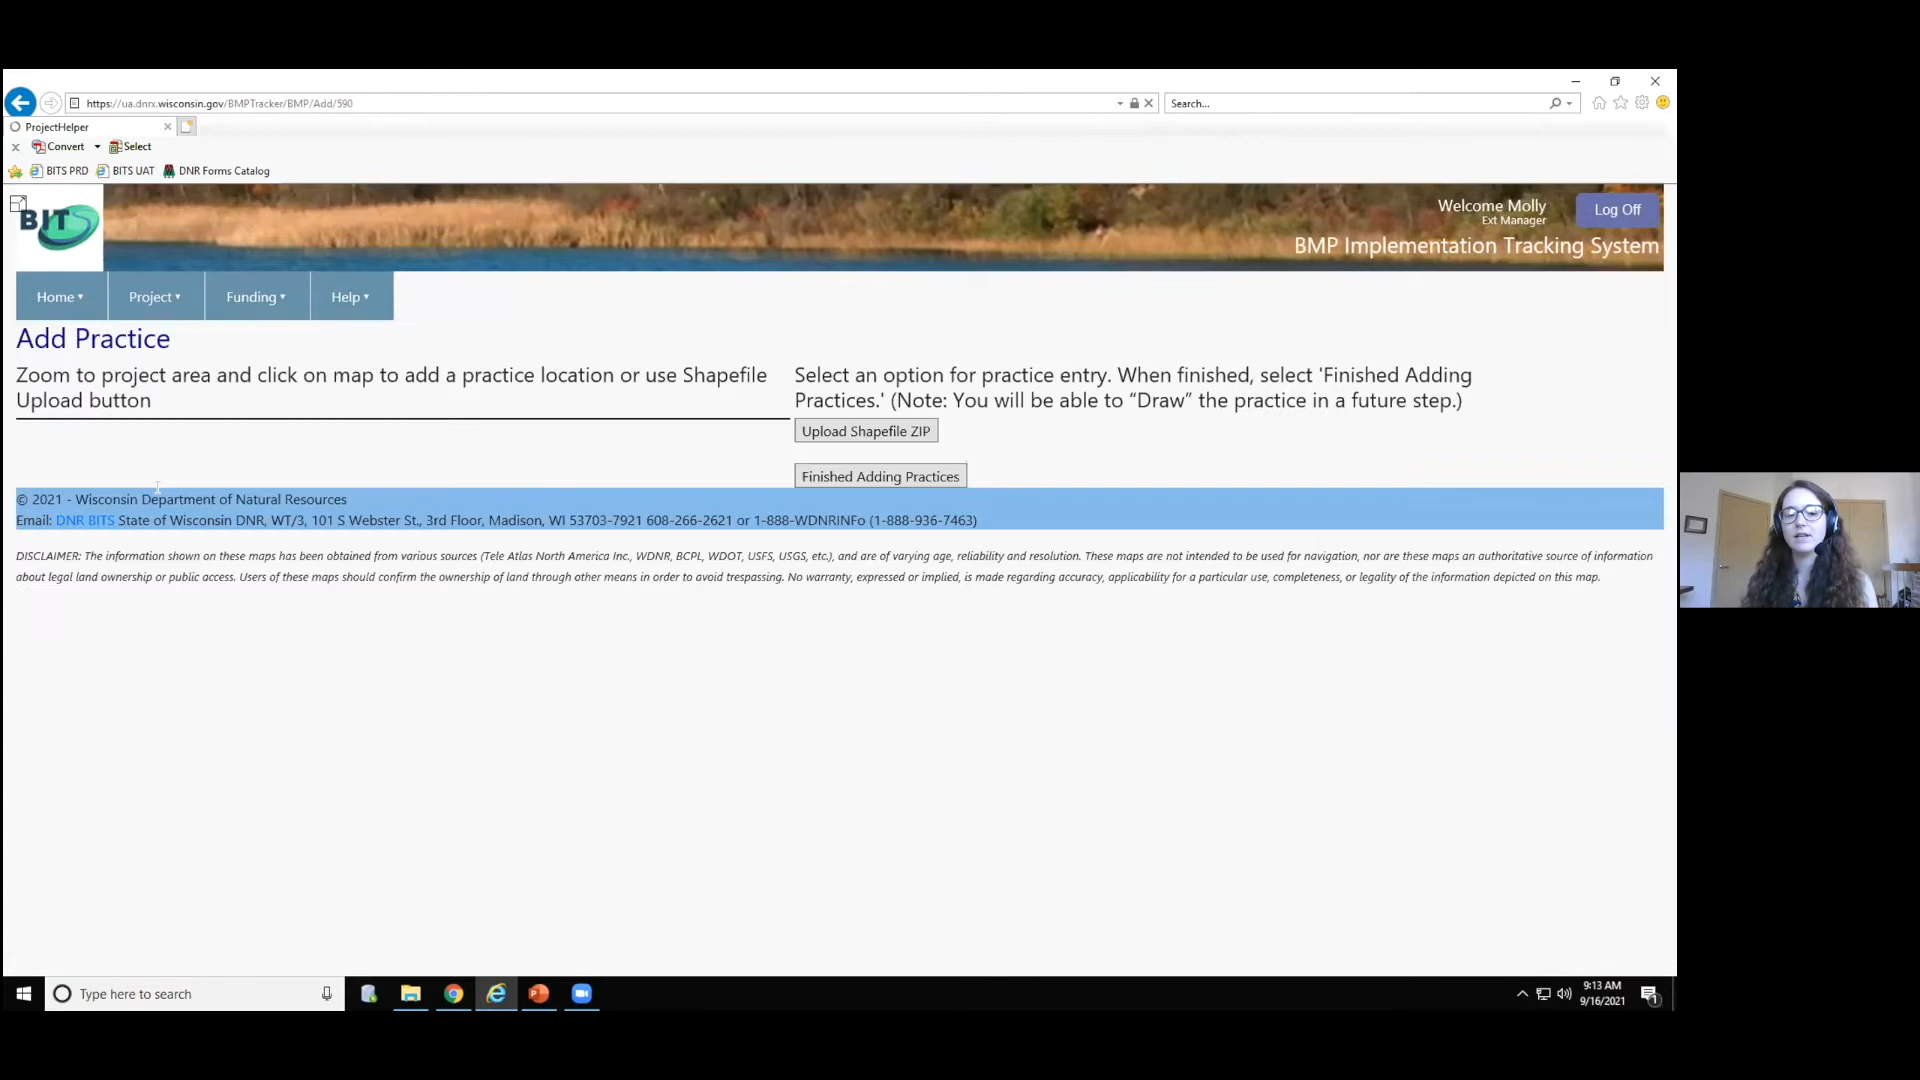 https://ua.dnrx.wisconsin.gov/BMPTracker/BMP/Add/590
Search...
ProjectHelper
Convert
Select
BITS PRD
BITS UAT
DNR Forms Catalog
BITS
Welcome Molly
Ext Manager
Log Off
BMP Implementation Tracking System
Home
Project
Funding
Help
Add Practice
Zoom to project area and click on map to add a practice location or use Shapefile
Upload button
Select an option for practice entry. When finished, select 'Finished Adding
Practices.' (Note: You will be able to “Draw” the practice in a future step.)
Upload Shapefile ZIP
Finished Adding Practices
© 2021 - Wisconsin Department of Natural Resources
Email: DNR BITS State of Wisconsin DNR, WT/3, 101 S Webster St., 3rd Floor, Madison, WI 53703-7921 608-266-2621 or 1-888-WDNRINFo (1-888-936-7463)
DISCLAIMER: The information shown on these maps has been obtained from various sources (Tele Atlas North America Inc., WDNR, BCPL, WDOT, USFS, USGS, etc.), and are of varying age, reliability and resolution. These maps are not intended to be used for navigation, nor are these maps an authoritative source of information
about legal land ownership or public access. Users of these maps should confirm the ownership of land through other means in order to avoid trespassing. No warranty, expressed or implied, is made regarding accuracy, applicability for a particular use, completeness, or legality of the information depicted on this map.
Type here to search
9:13 AM
9/16/2021
1